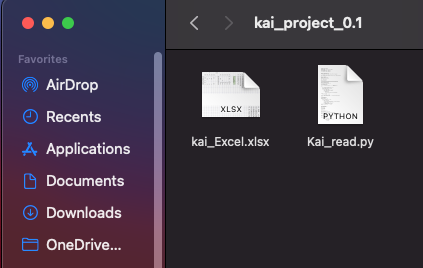 kai_project_0.1
Favorites
AirDrop
Recents
Applications
Documents
Downloads
OneDrive...
XLSX
kai_Excel.xlsx
PYTHON
Kai_read.py